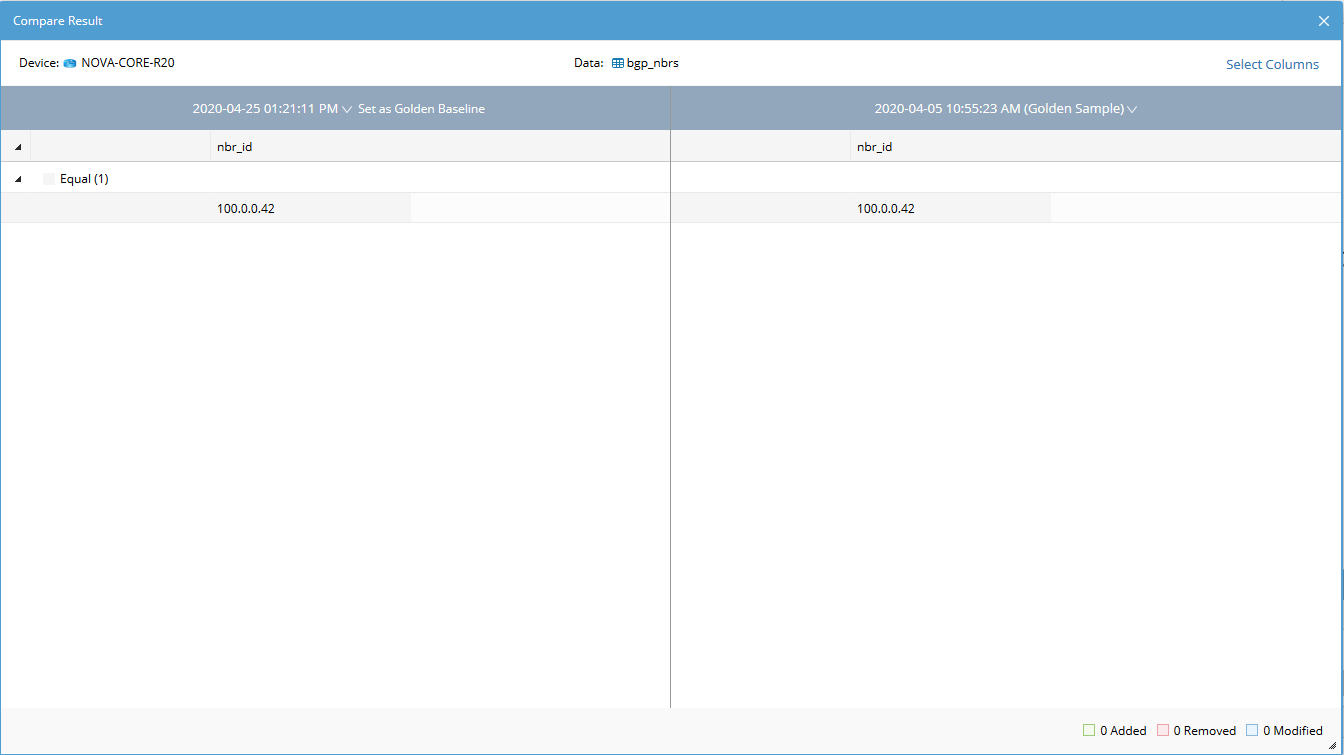 Compare Result
Device: NOVA-CORE-R20 Data: bgp_nbrs Select Columns
2020-04-25 01:21:11 PM Set as Golden Baseline 2020-04-05 10:55:23 AM (Golden Sample)
nbr_id nbr_id
Equal (1)
100.0.0.42 100.0.0.42
0 Added 0 Removed 0 Modified